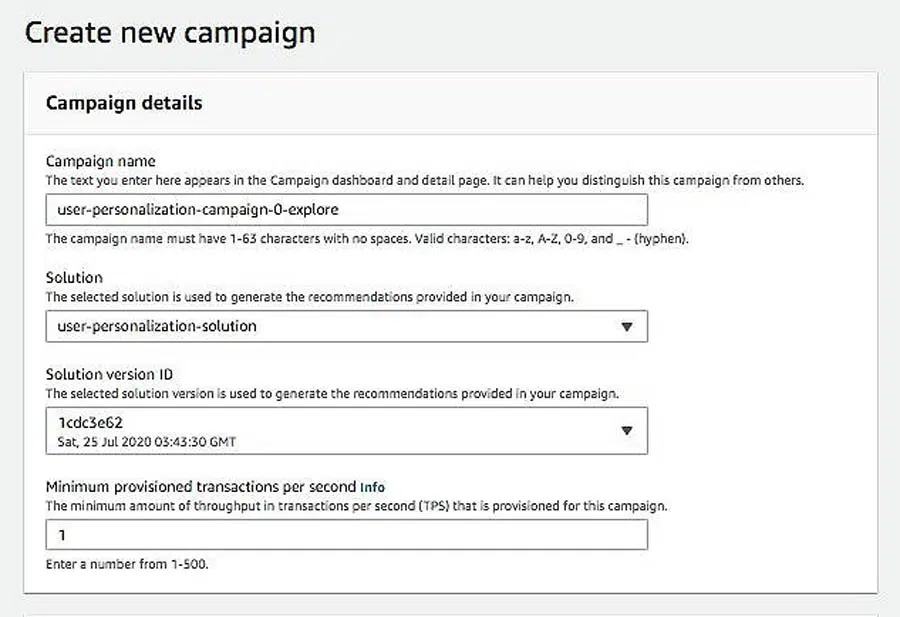 Create new campaign
Campaign details
Campaign name
The text you enter here appears in the Campaign dashboard and detail page. It can help you distinguish this campaign from others.
user-personalization-campaign-0-explore
The campaign name must have 1-63 characters with no spaces. Valid characters: a-z, A-Z, 0-9, and _ - (hyphen).
Solution
The selected solution is used to generate the recommendations provided in your campaign.
user-personalization-solution
Solution version ID
The selected solution version is used to generate the recommendations provided in your campaign.
1cdc3e62
Sat, 25 Jul 2020 03:43:30 GMT
Minimum provisioned transactions per second Info
The minimum amount of throughput in transactions per second (TPS) that is provisioned for this campaign.
1
Enter a number from 1-500.